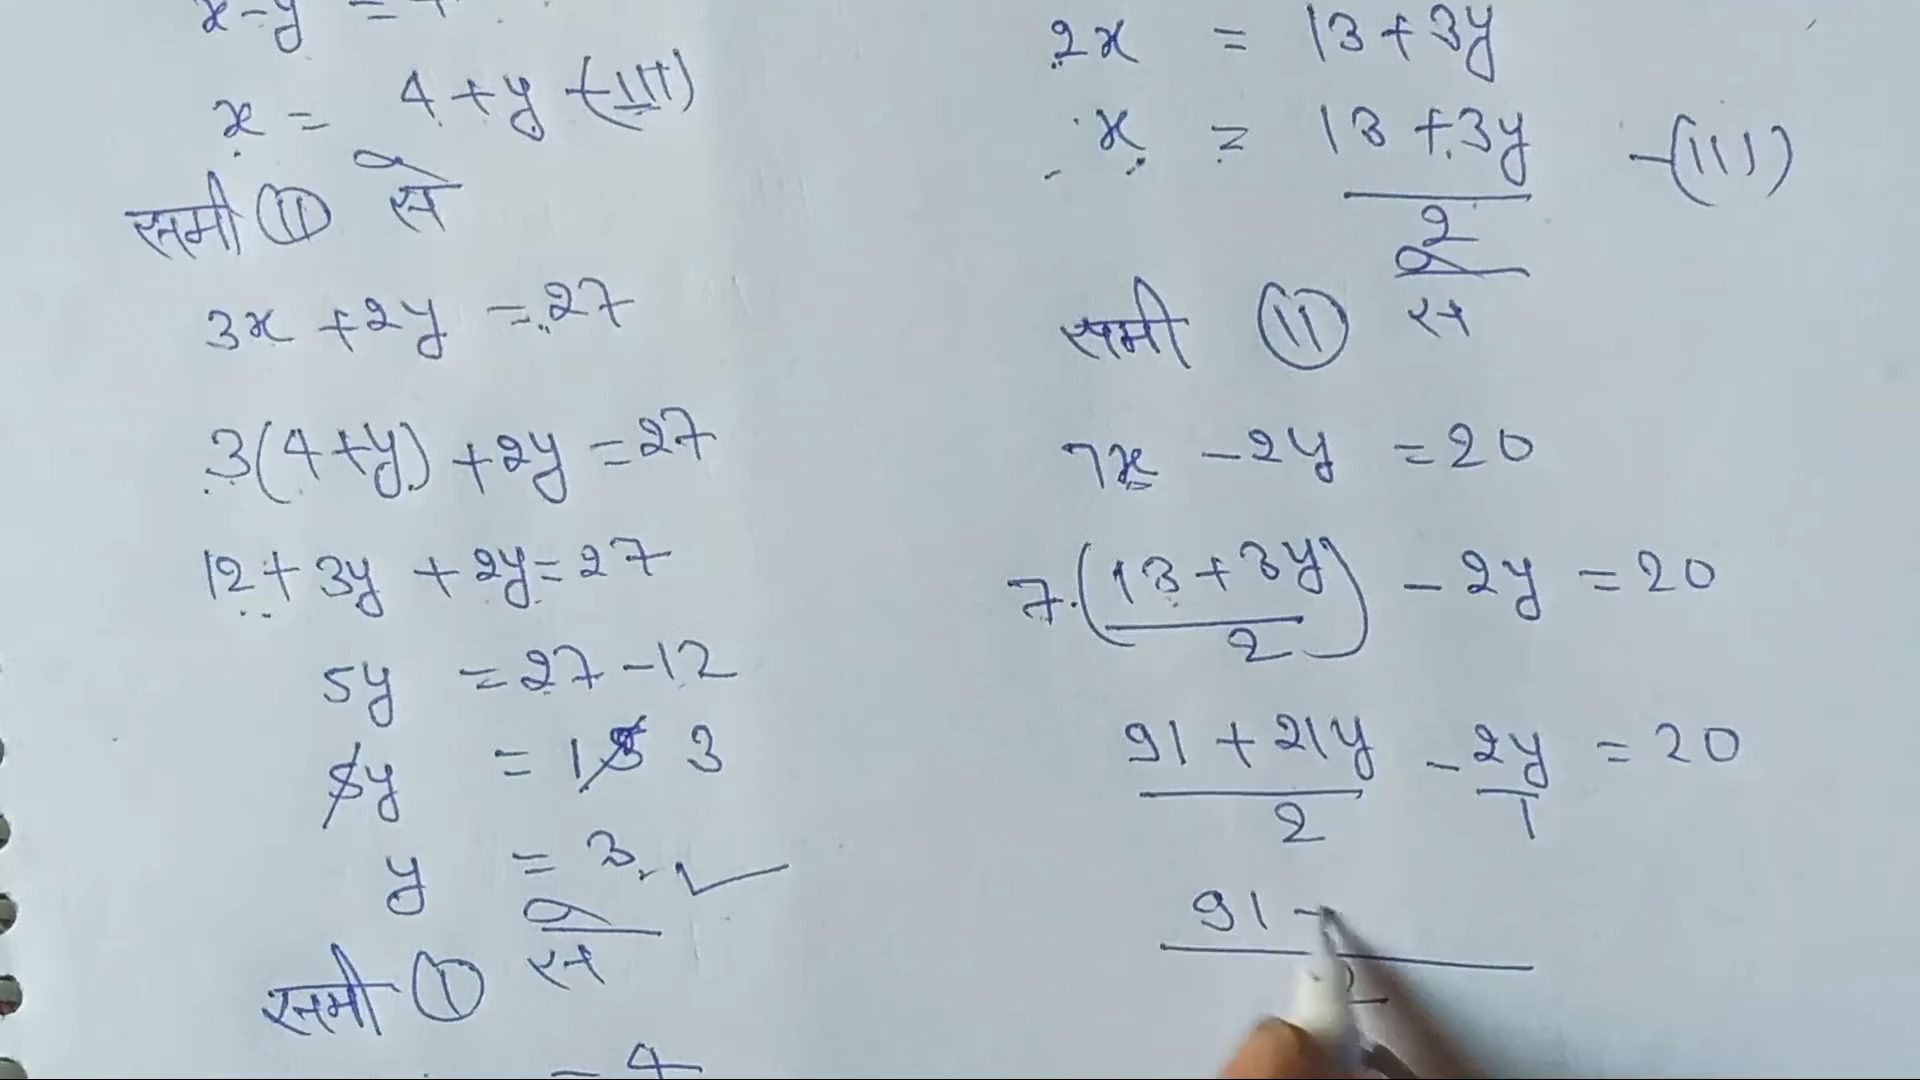 x - y =
x = 4 + y -(III)
समी (II) से
3x + 2y = 27
3(4+y) + 2y = 27
12 + 3y + 2y = 27
5y = 27 - 12
5y = 15 3
y = 3
समी (I) से
= 4
2x = 13 + 3y
x = 13 + 3y -(III)
2
समी (II) से
7x - 2y = 20
7.(13 + 3y) - 2y = 20
2
91 + 21y - 2y = 20
2 1
91 -